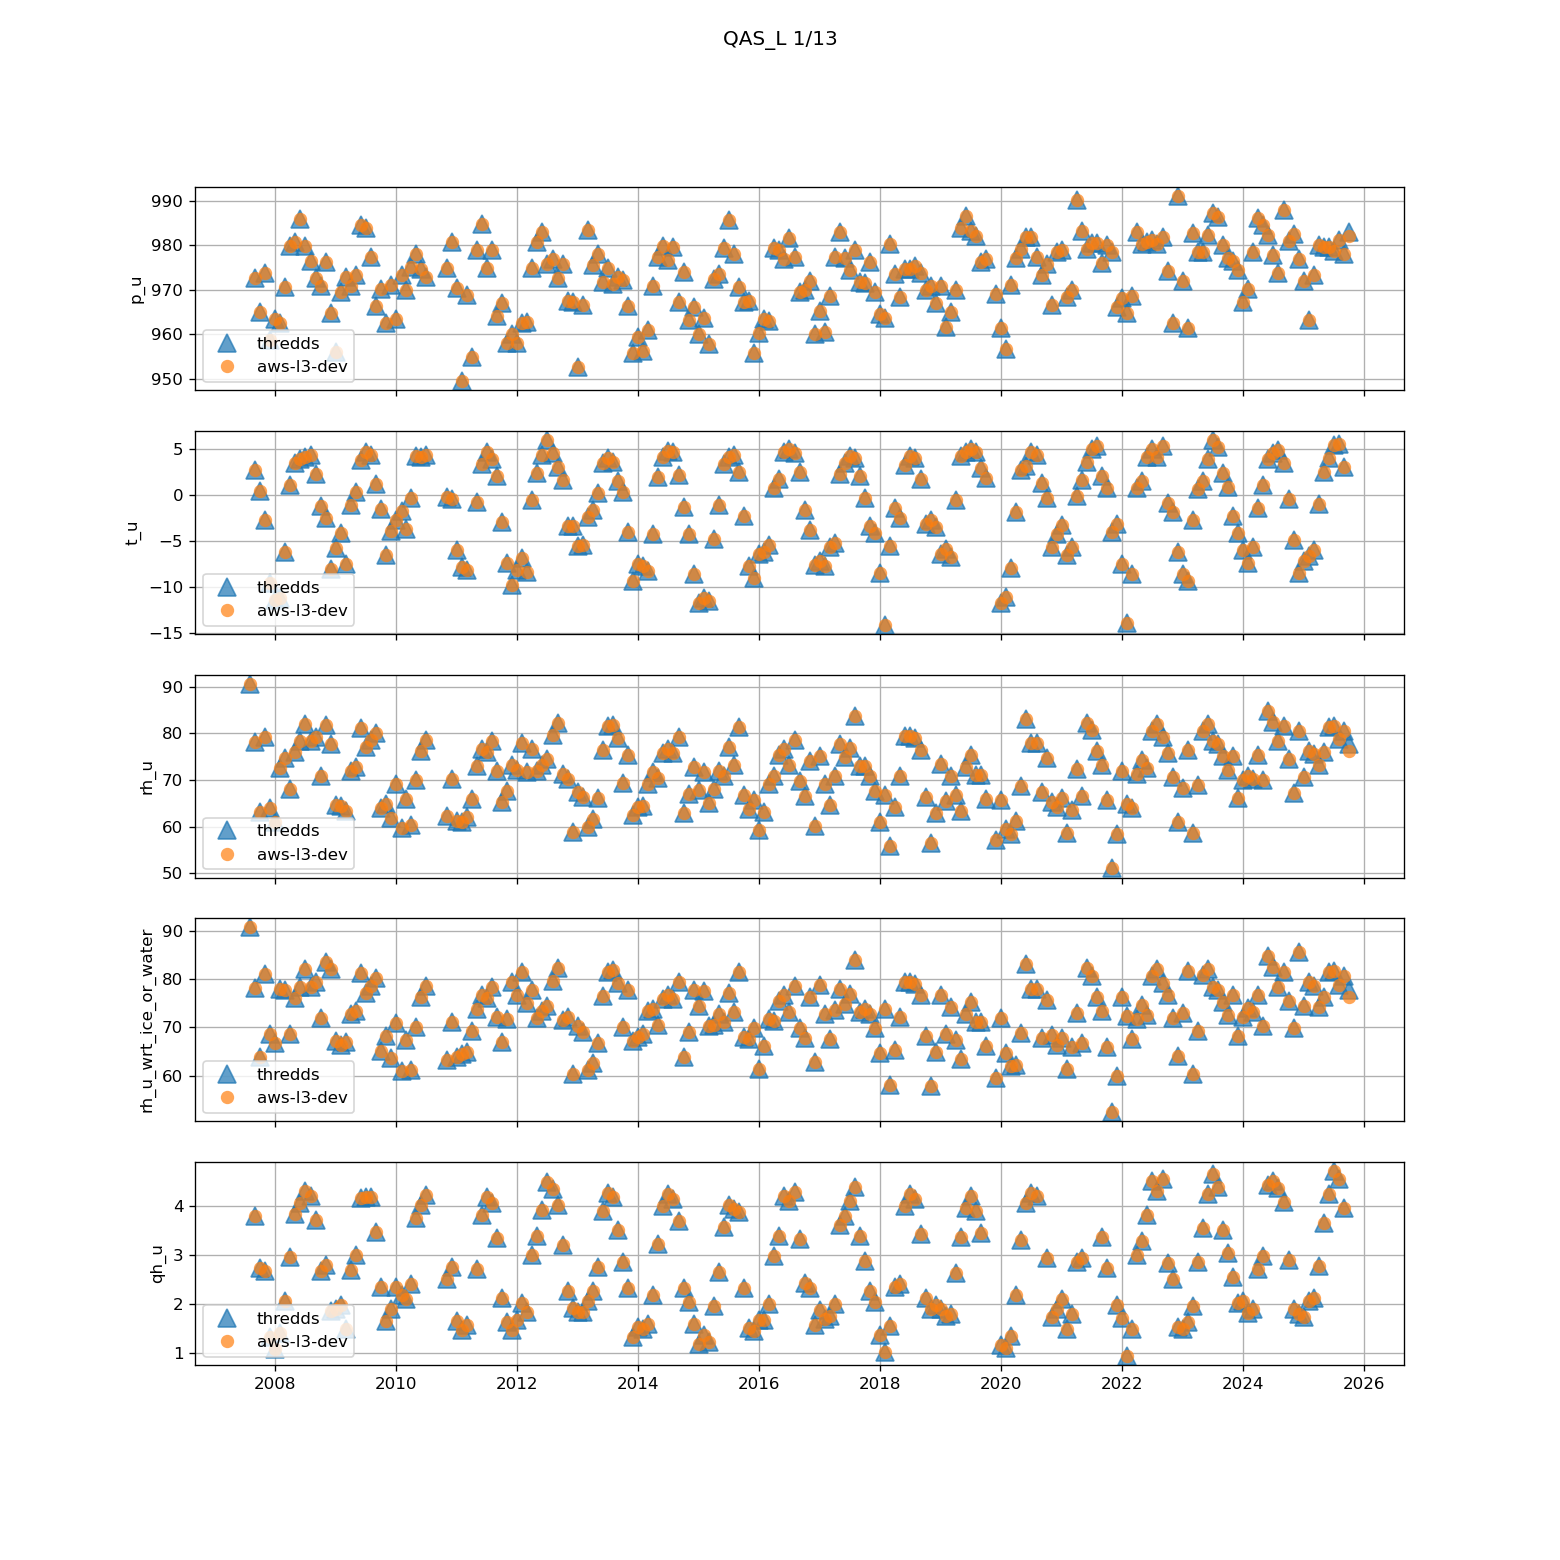 QAS_L 1/13
990
980
970
960
950
p_u
thredds
aws-l3-dev
5
0
−5
−10
−15
t_u
thredds
aws-l3-dev
90
80
70
60
50
rh_u
thredds
aws-l3-dev
90
80
70
60
rh_u_wrt_ice_or_water
thredds
aws-l3-dev
4
3
2
1
qh_u
thredds
aws-l3-dev
2008 2010 2012 2014 2016 2018 2020 2022 2024 2026